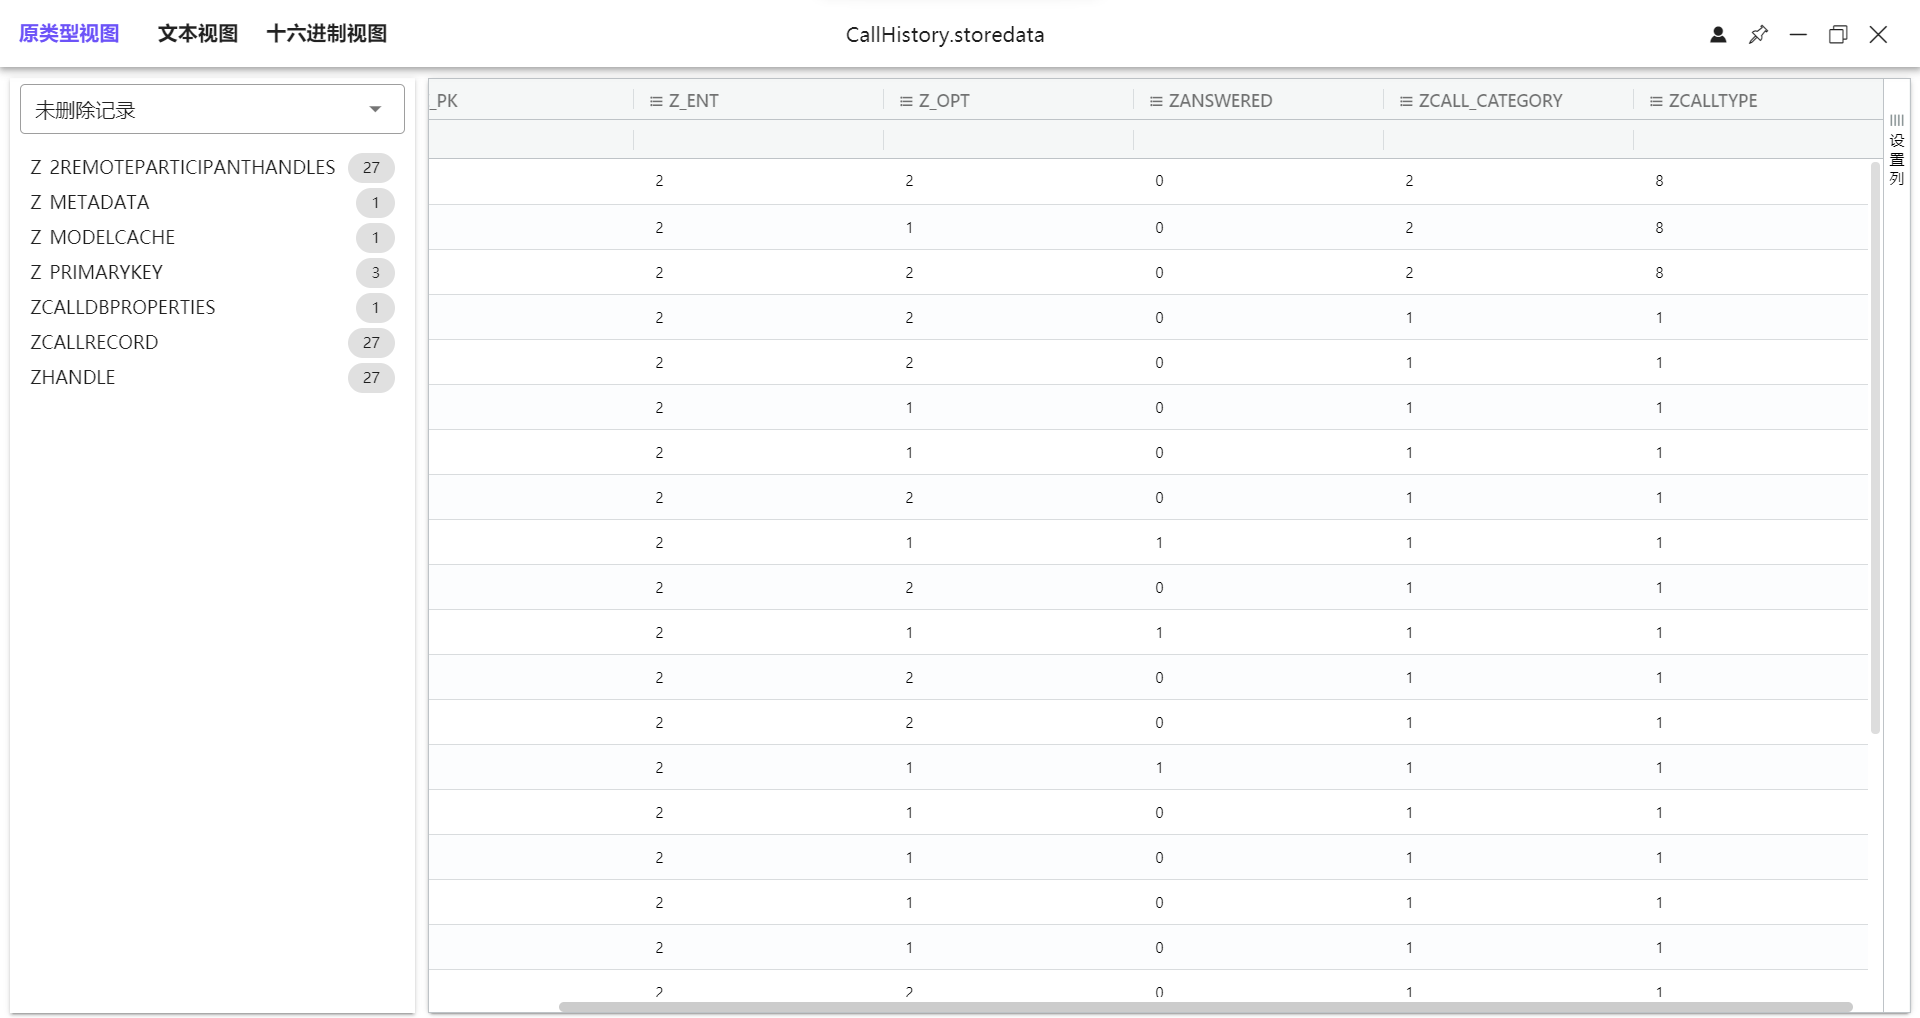 原类型视图 文本视图 十六进制视图 CallHistory.storedata
未删除记录
Z_2REMOTEPARTICIPANTHANDLES 27
Z_METADATA 1
Z_MODELCACHE 1
Z_PRIMARYKEY 3
ZCALLDBPROPERTIES 1
ZCALLRECORD 27
ZHANDLE 27
_PK Z_ENT Z_OPT ZANSWERED ZCALL_CATEGORY ZCALLTYPE
2 2 0 2 8
2 1 0 2 8
2 2 0 2 8
2 2 0 1 1
2 2 0 1 1
2 1 0 1 1
2 1 0 1 1
2 2 0 1 1
2 1 1 1 1
2 2 0 1 1
2 1 1 1 1
2 2 0 1 1
2 2 0 1 1
2 1 1 1 1
2 1 0 1 1
2 1 0 1 1
2 1 0 1 1
2 1 0 1 1
2 2 0 1 1
设置列